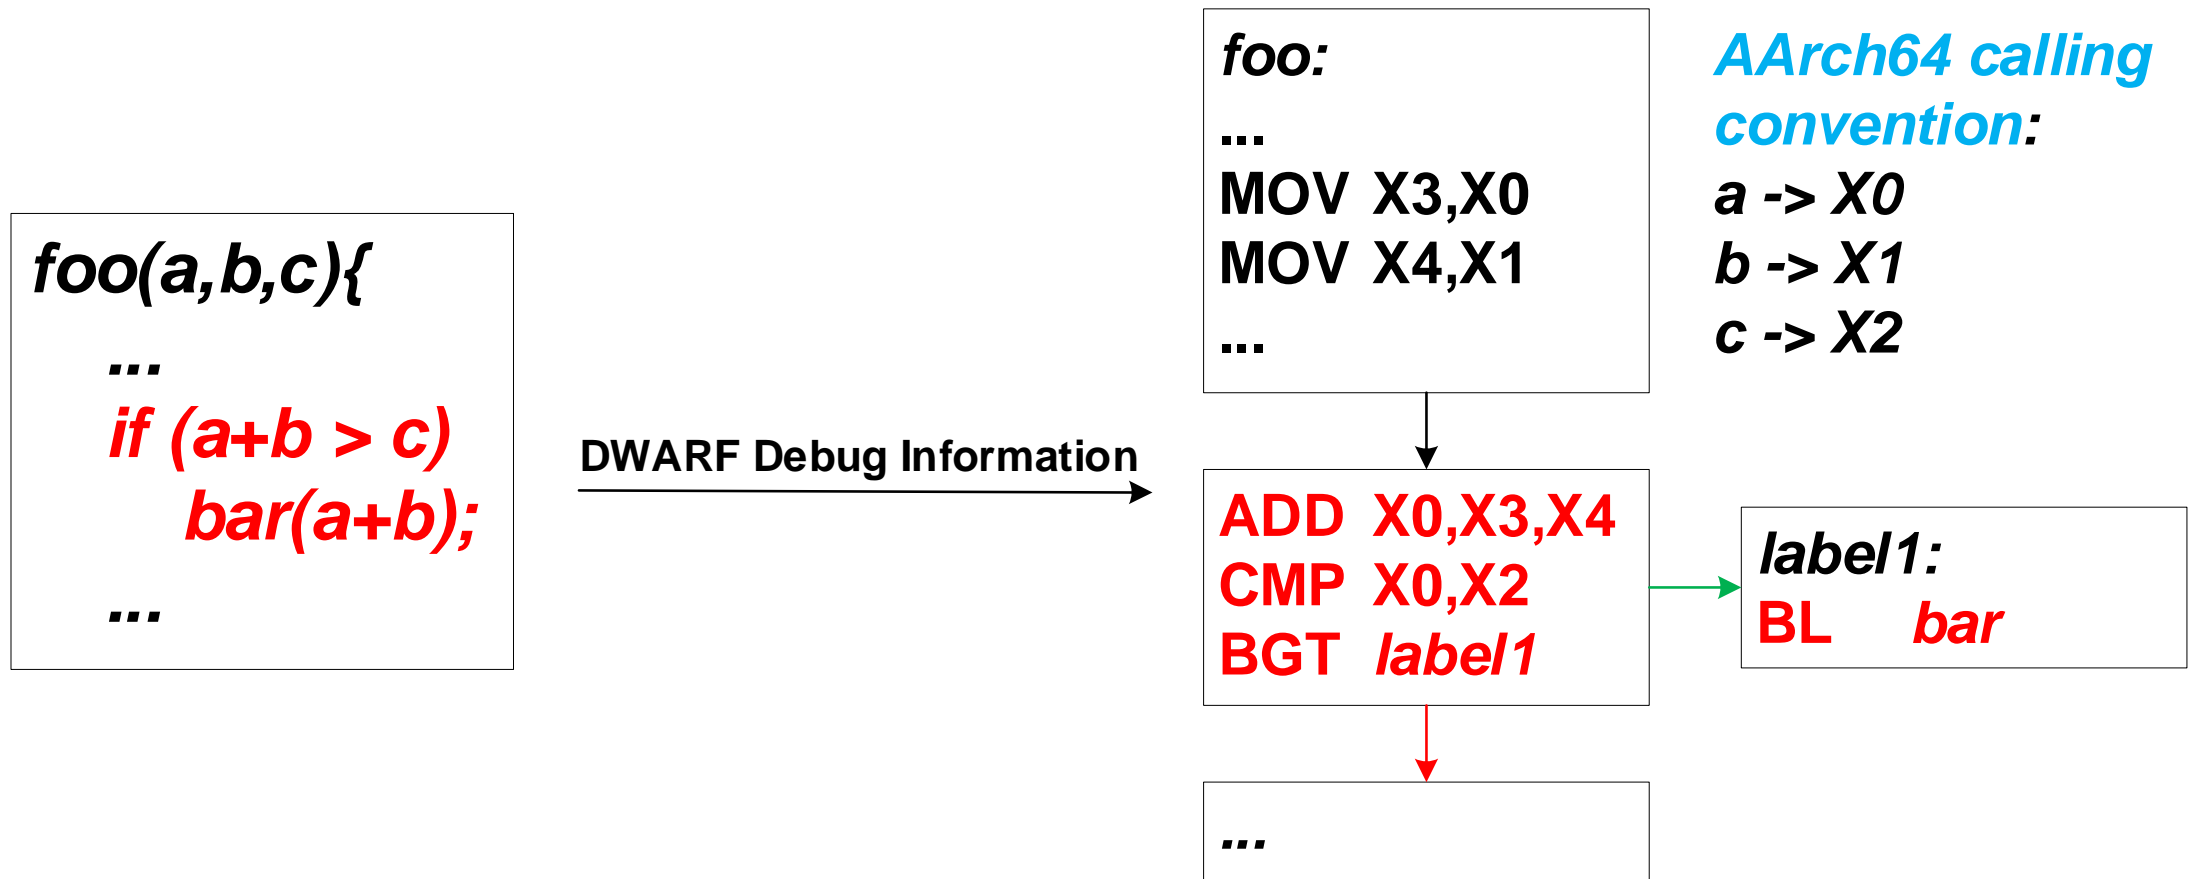 foo(a,b,c){
...
if (a+b > c)
bar(a+b);
...
DWARF Debug Information
foo:
...
MOV X3,X0
MOV X4,X1
...
AArch64 calling
convention:
a -> X0
b -> X1
c -> X2
ADD X0,X3,X4
CMP X0,X2
BGT label1
label1:
BL bar
...